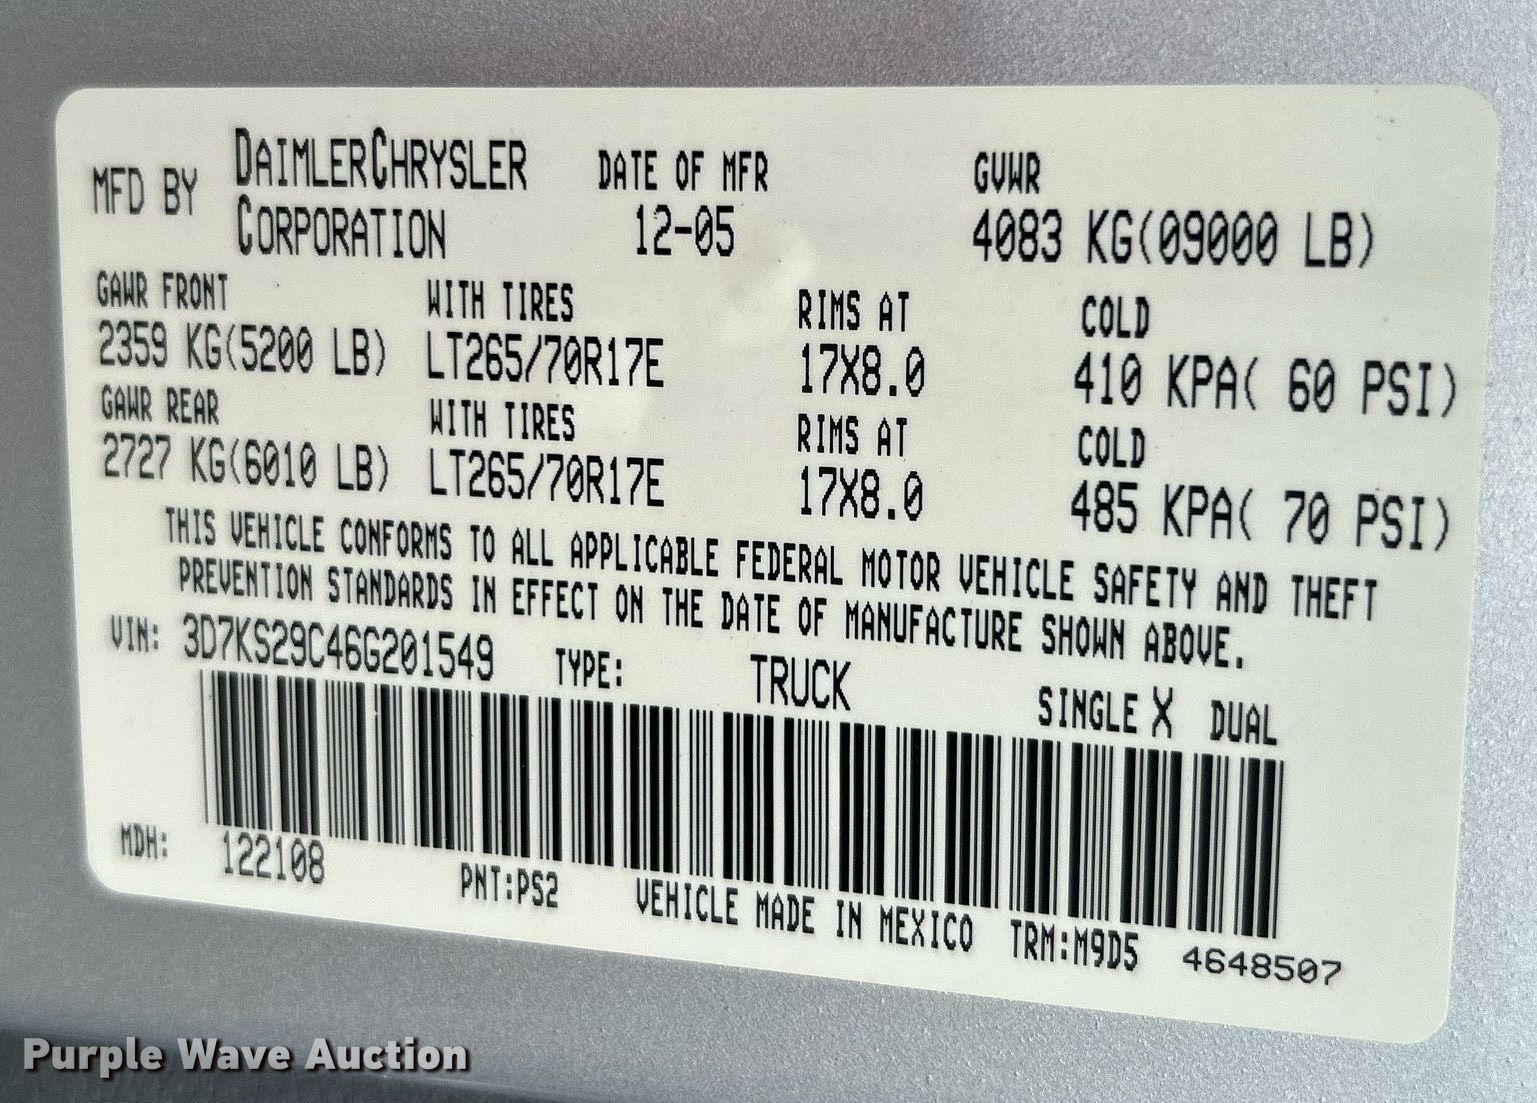 MFD BY DAIMLERCHRYSLER CORPORATION DATE OF MFR 12-05 GVWR 4083 KG(09000 LB)
GAWR FRONT WITH TIRES RIMS AT COLD
2359 KG(5200 LB) LT265/70R17E 17X8.0 410 KPA( 60 PSI)
GAWR REAR WITH TIRES RIMS AT COLD
2727 KG(6010 LB) LT265/70R17E 17X8.0 485 KPA( 70 PSI)
THIS VEHICLE CONFORMS TO ALL APPLICABLE FEDERAL MOTOR VEHICLE SAFETY AND THEFT
PREVENTION STANDARDS IN EFFECT ON THE DATE OF MANUFACTURE SHOWN ABOVE.
VIN: 3D7KS29C46G201549 TYPE: TRUCK SINGLE X DUAL
MDH: 122108 PNT:PS2 VEHICLE MADE IN MEXICO TRM:M9D5 4648507
Purple Wave Auction